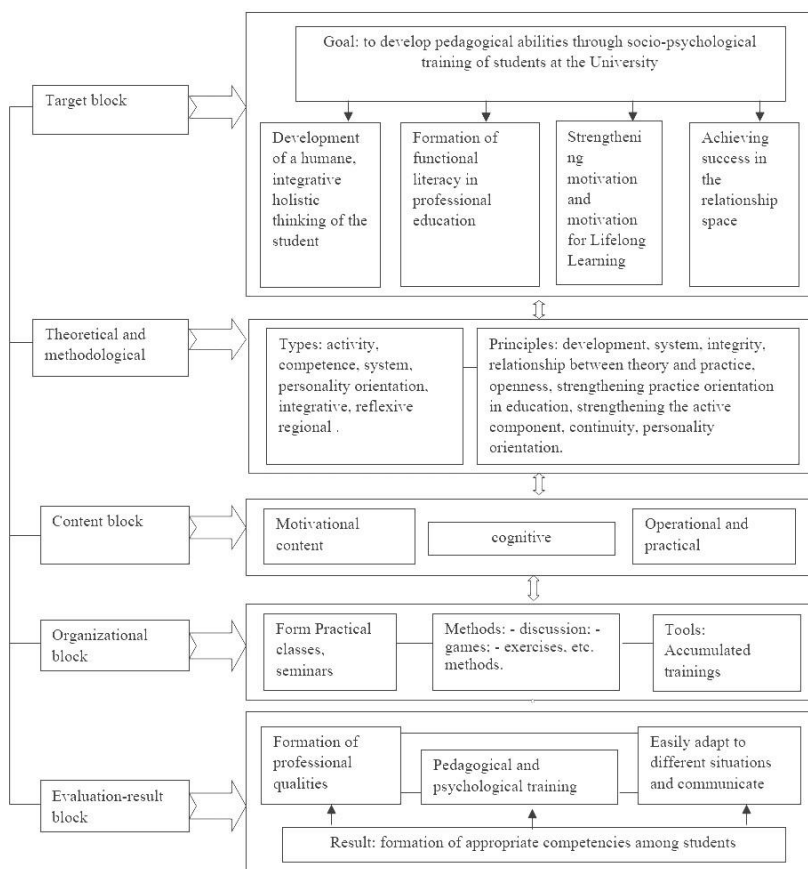 Goal: to develop pedagogical abilities through socio-psychological
training of students at the University
Target block
Development
of a humane,
integrative
holistic
thinking of the
student
Formation of
functional
literacy in
professional
education
Strengtheni
ng
motivation
and
motivation
for Lifelong
Learning
Achieving
success in
the
relationship
space
Theoretical and
methodological
Types: activity,
competence, system,
personality orientation,
integrative, reflexive
regional .
Principles: development, system, integrity,
relationship between theory and practice,
openness, strengthening practice orientation
in education, strengthening the active
component, continuity, personality
orientation.
Content block
Motivational
content
cognitive
Operational and
practical
Organizational
block
Form Practical
classes,
seminars
Methods: - discussion; -
games; - exercises, etc.
methods.
Tools:
Accumulated
trainings
Evaluation-result
block
Formation of
professional
qualities
Pedagogical and
psychological training
Easily adapt to
different situations
and communicate
Result: formation of appropriate competencies among students